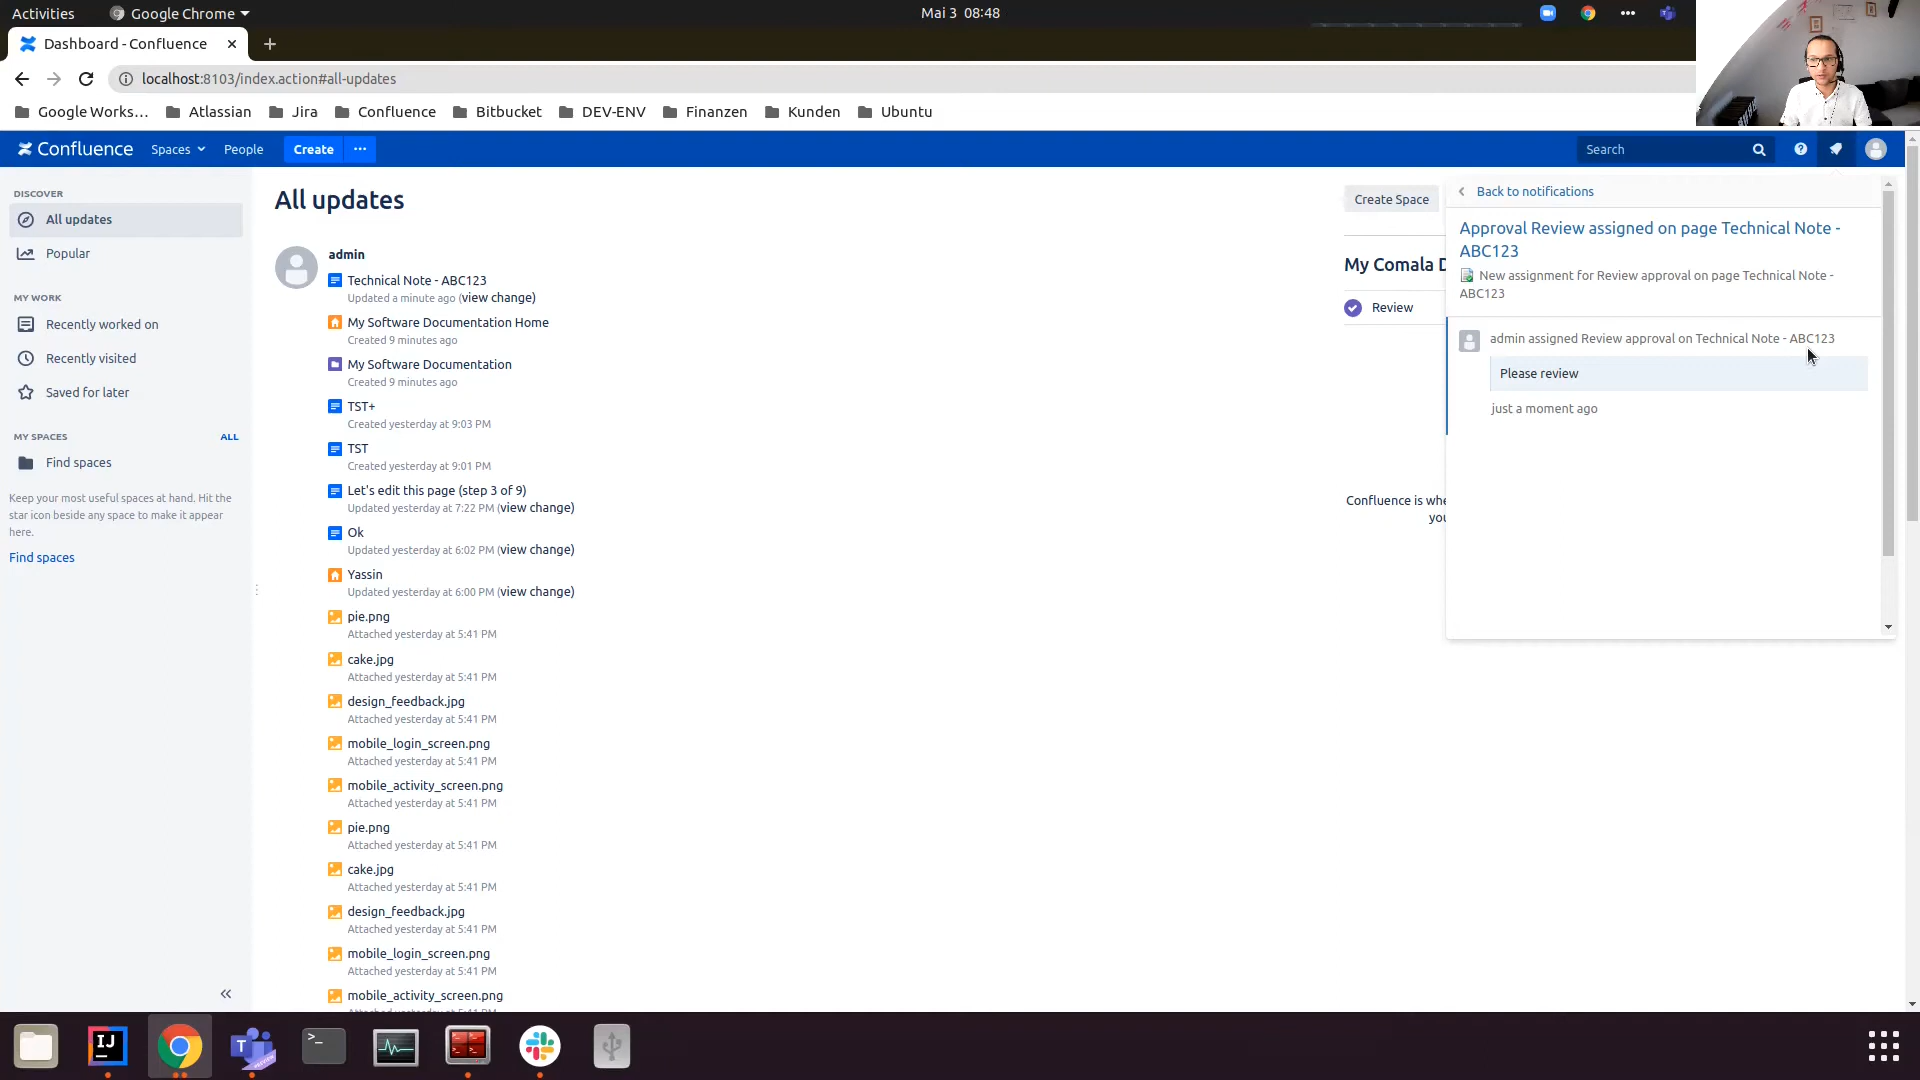 Activities
Google Chrome
Mai 3 08:48
Dashboard - Confluence
localhost:8103/index.action#all-updates
Google Works...
Atlassian
Jira
Confluence
Bitbucket
DEV-ENV
Finanzen
Kunden
Ubuntu
Confluence
Spaces
People
Create
Search
DISCOVER
All updates
Popular
MY WORK
Recently worked on
Recently visited
Saved for later
MY SPACES
ALL
Find spaces
Keep your most useful spaces at hand. Hit the
star icon beside any space to make it appear
here.
Find spaces
All updates
admin
Technical Note - ABC123
Updated a minute ago (view change)
My Software Documentation Home
Created 9 minutes ago
My Software Documentation
Created 9 minutes ago
TST+
Created yesterday at 9:03 PM
TST
Created yesterday at 9:01 PM
Let's edit this page (step 3 of 9)
Updated yesterday at 7:22 PM (view change)
Ok
Updated yesterday at 6:02 PM (view change)
Yassin
Updated yesterday at 6:00 PM (view change)
pie.png
Attached yesterday at 5:41 PM
cake.jpg
Attached yesterday at 5:41 PM
design_feedback.jpg
Attached yesterday at 5:41 PM
mobile_login_screen.png
Attached yesterday at 5:41 PM
mobile_activity_screen.png
Attached yesterday at 5:41 PM
pie.png
Attached yesterday at 5:41 PM
cake.jpg
Attached yesterday at 5:41 PM
design_feedback.jpg
Attached yesterday at 5:41 PM
mobile_login_screen.png
Attached yesterday at 5:41 PM
mobile_activity_screen.png
Create Space
My Comala D
Review
Confluence is whe
you
Back to notifications
Approval Review assigned on page Technical Note -
ABC123
New assignment for Review approval on page Technical Note -
ABC123
admin assigned Review approval on Technical Note - ABC123
Please review
just a moment ago